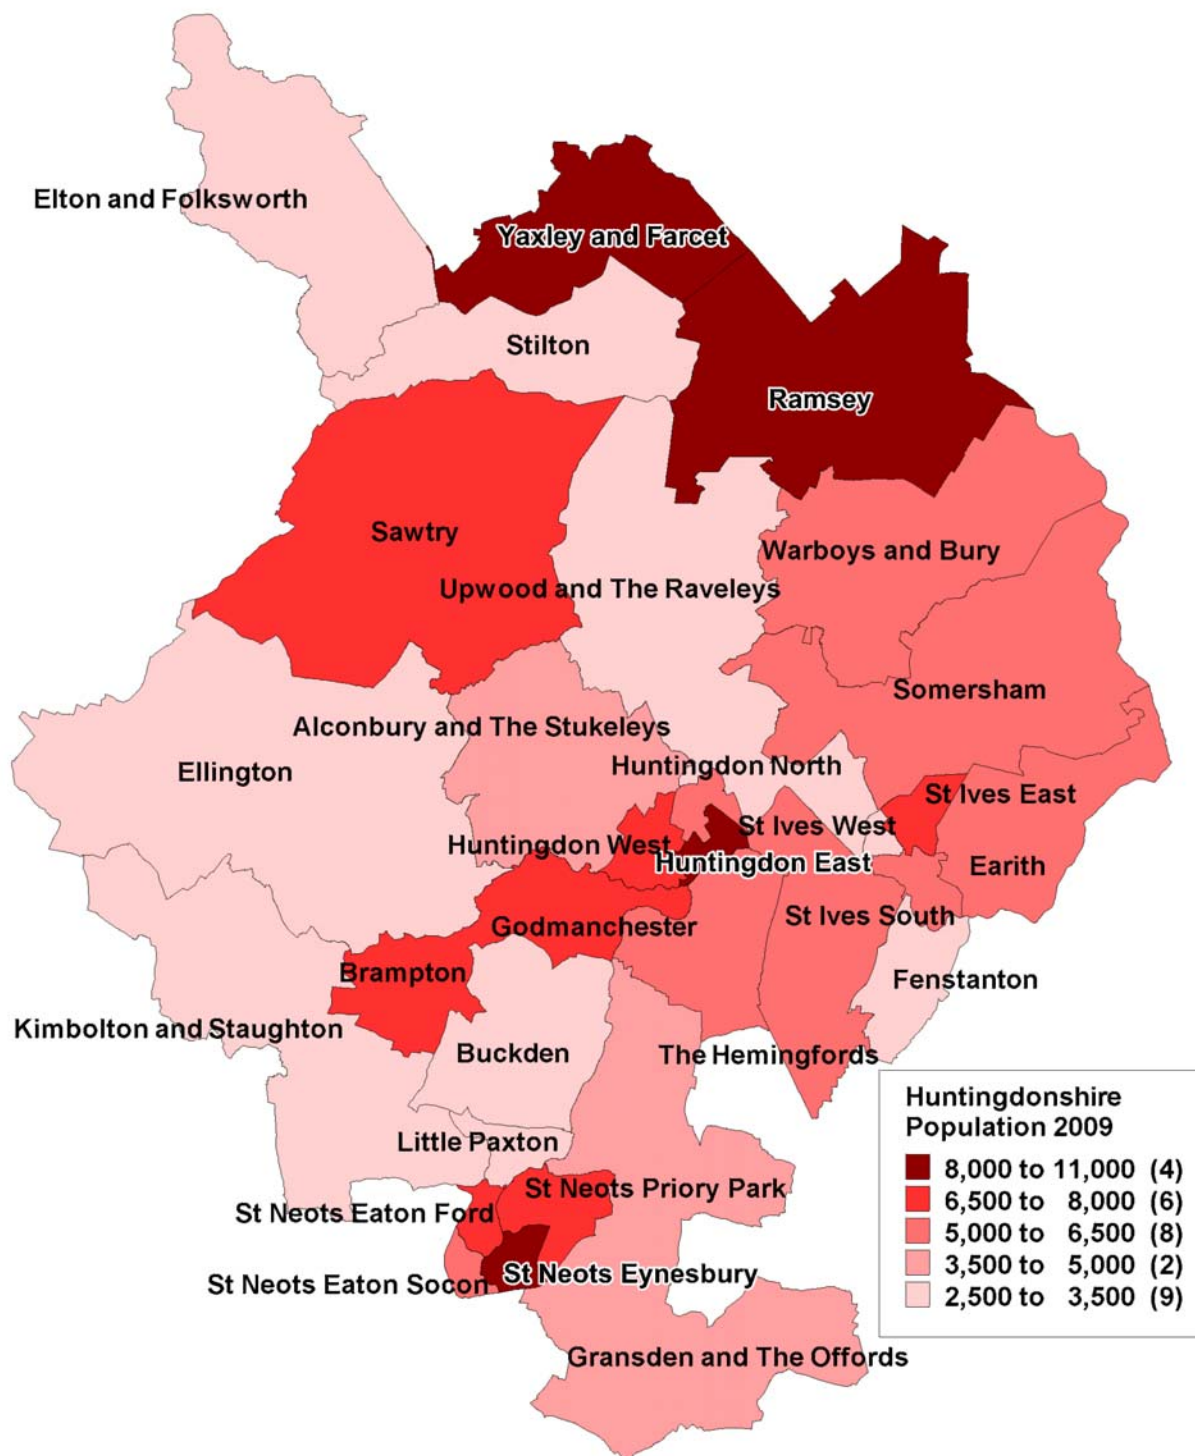 Elton and Folksworth
Yaxley and Farcet
Stilton
Ramsey
Sawtry
Warboys and Bury
Upwood and The Raveleys
Somersham
Alconbury and The Stukeleys
Ellington
Huntingdon North
St Ives East
St Ives West
Huntingdon West
Huntingdon East
Earith
St Ives South
Godmanchester
Brampton
Fenstanton
Kimbolton and Staughton
Buckden
The Hemingfords
Huntingdonshire
Population 2009
8,000 to 11,000 (4)
6,500 to 8,000 (6)
5,000 to 6,500 (8)
3,500 to 5,000 (2)
2,500 to 3,500 (9)
Little Paxton
St Neots Priory Park
St Neots Eaton Ford
St Neots Eynesbury
St Neots Eaton Socon
Gransden and The Offords